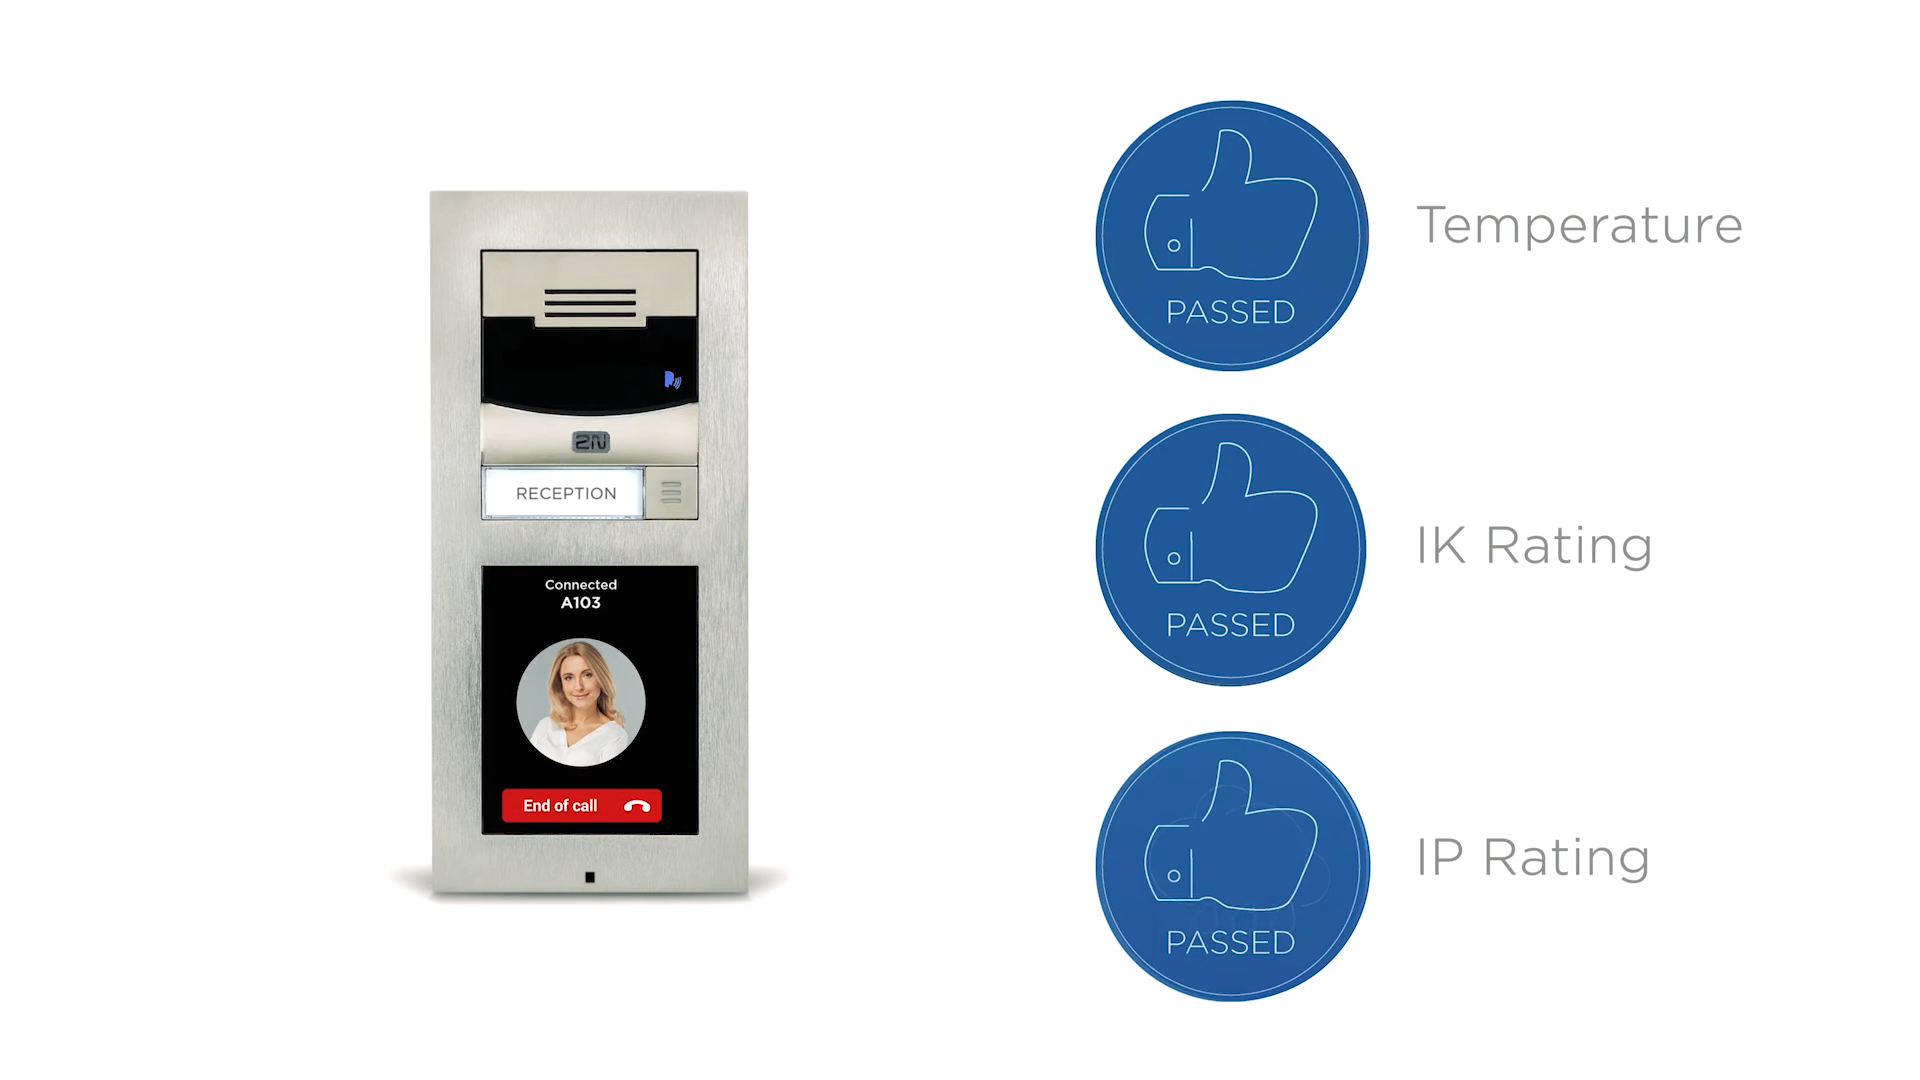 2N
RECEPTION
Connected
A103
End of call
PASSED
Temperature
PASSED
IK Rating
PASSED
IP Rating